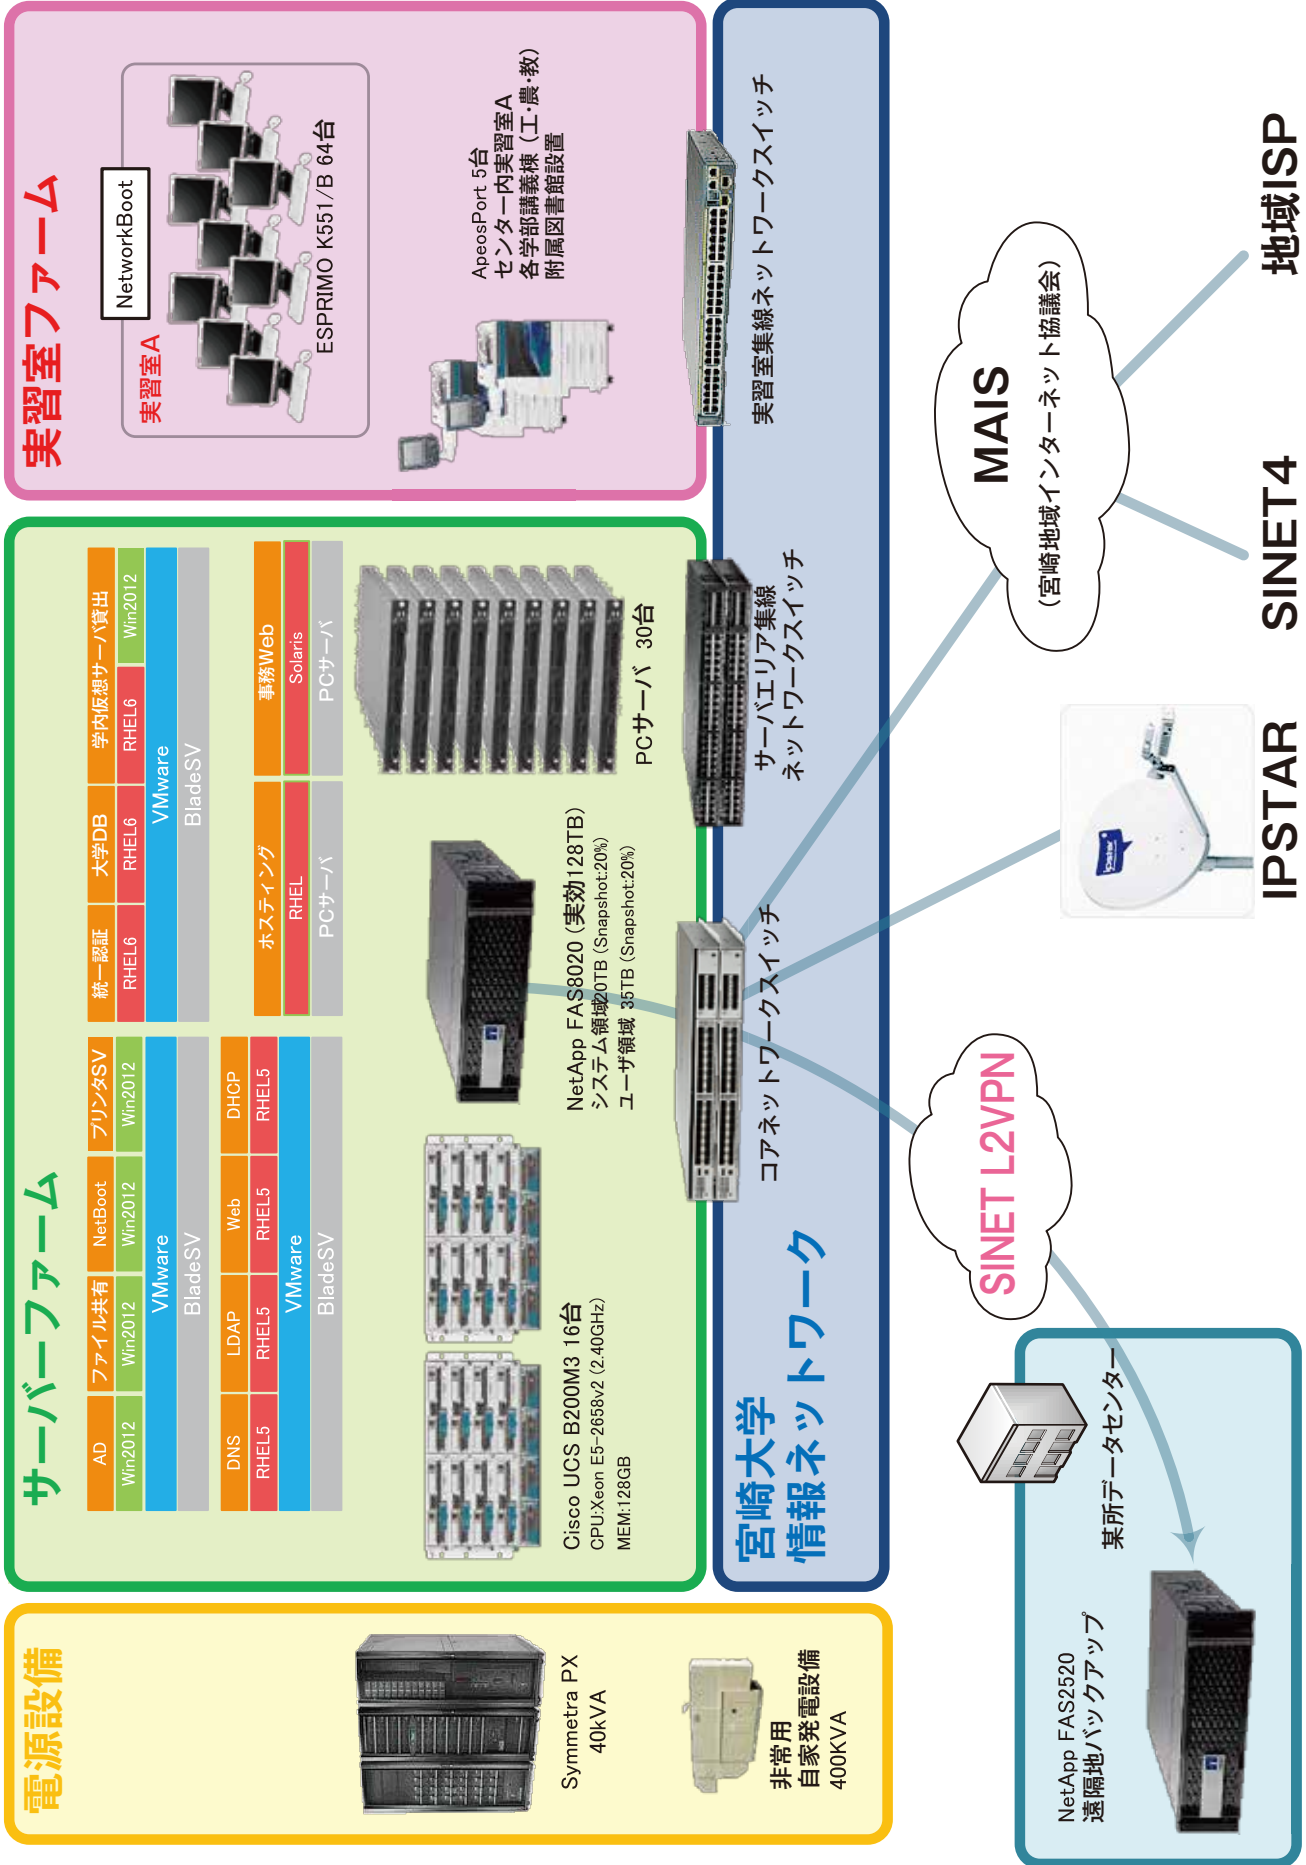 電源設備
Symmetra PX
40kVA
非常用
自家発電設備
400KVA
サーバーファーム
AD
ファイル共有
NetBoot
プリンタSV
Win2012
Win2012
Win2012
Win2012
VMware
BladeSV
DNS
LDAP
Web
DHCP
RHEL5
RHEL5
RHEL5
RHEL5
VMware
BladeSV
統一認証
大学DB
学内仮想サーバ貸出
RHEL6
RHEL6
RHEL6
Win2012
VMware
BladeSV
ホスティング
事務Web
RHEL
Solaris
PCサーバ
PCサーバ
Cisco UCS B200M3 16台
CPU:Xeon E5-2658v2 (2.40GHz)
MEM:128GB
NetApp FAS8020 (実効128TB)
システム領域20TB (Snapshot:20%)
ユーザ領域 35TB (Snapshot:20%)
PCサーバ 30台
実習室ファーム
NetworkBoot
実習室A
ESPRIMO K551/B 64台
ApeosPort 5台
センター内実習室A
各学部講義棟 (工・農・教)
附属図書館設置
宮崎大学
情報ネットワーク
コアネットワークスイッチ
サーバエリア集線
ネットワークスイッチ
実習室集線ネットワークスイッチ
SINET L2VPN
MAIS
(宮崎地域インターネット協議会)
某所データセンター
NetApp FAS2520
遠隔地バックアップ
ipstar
IPSTAR
SINET4
地域ISP